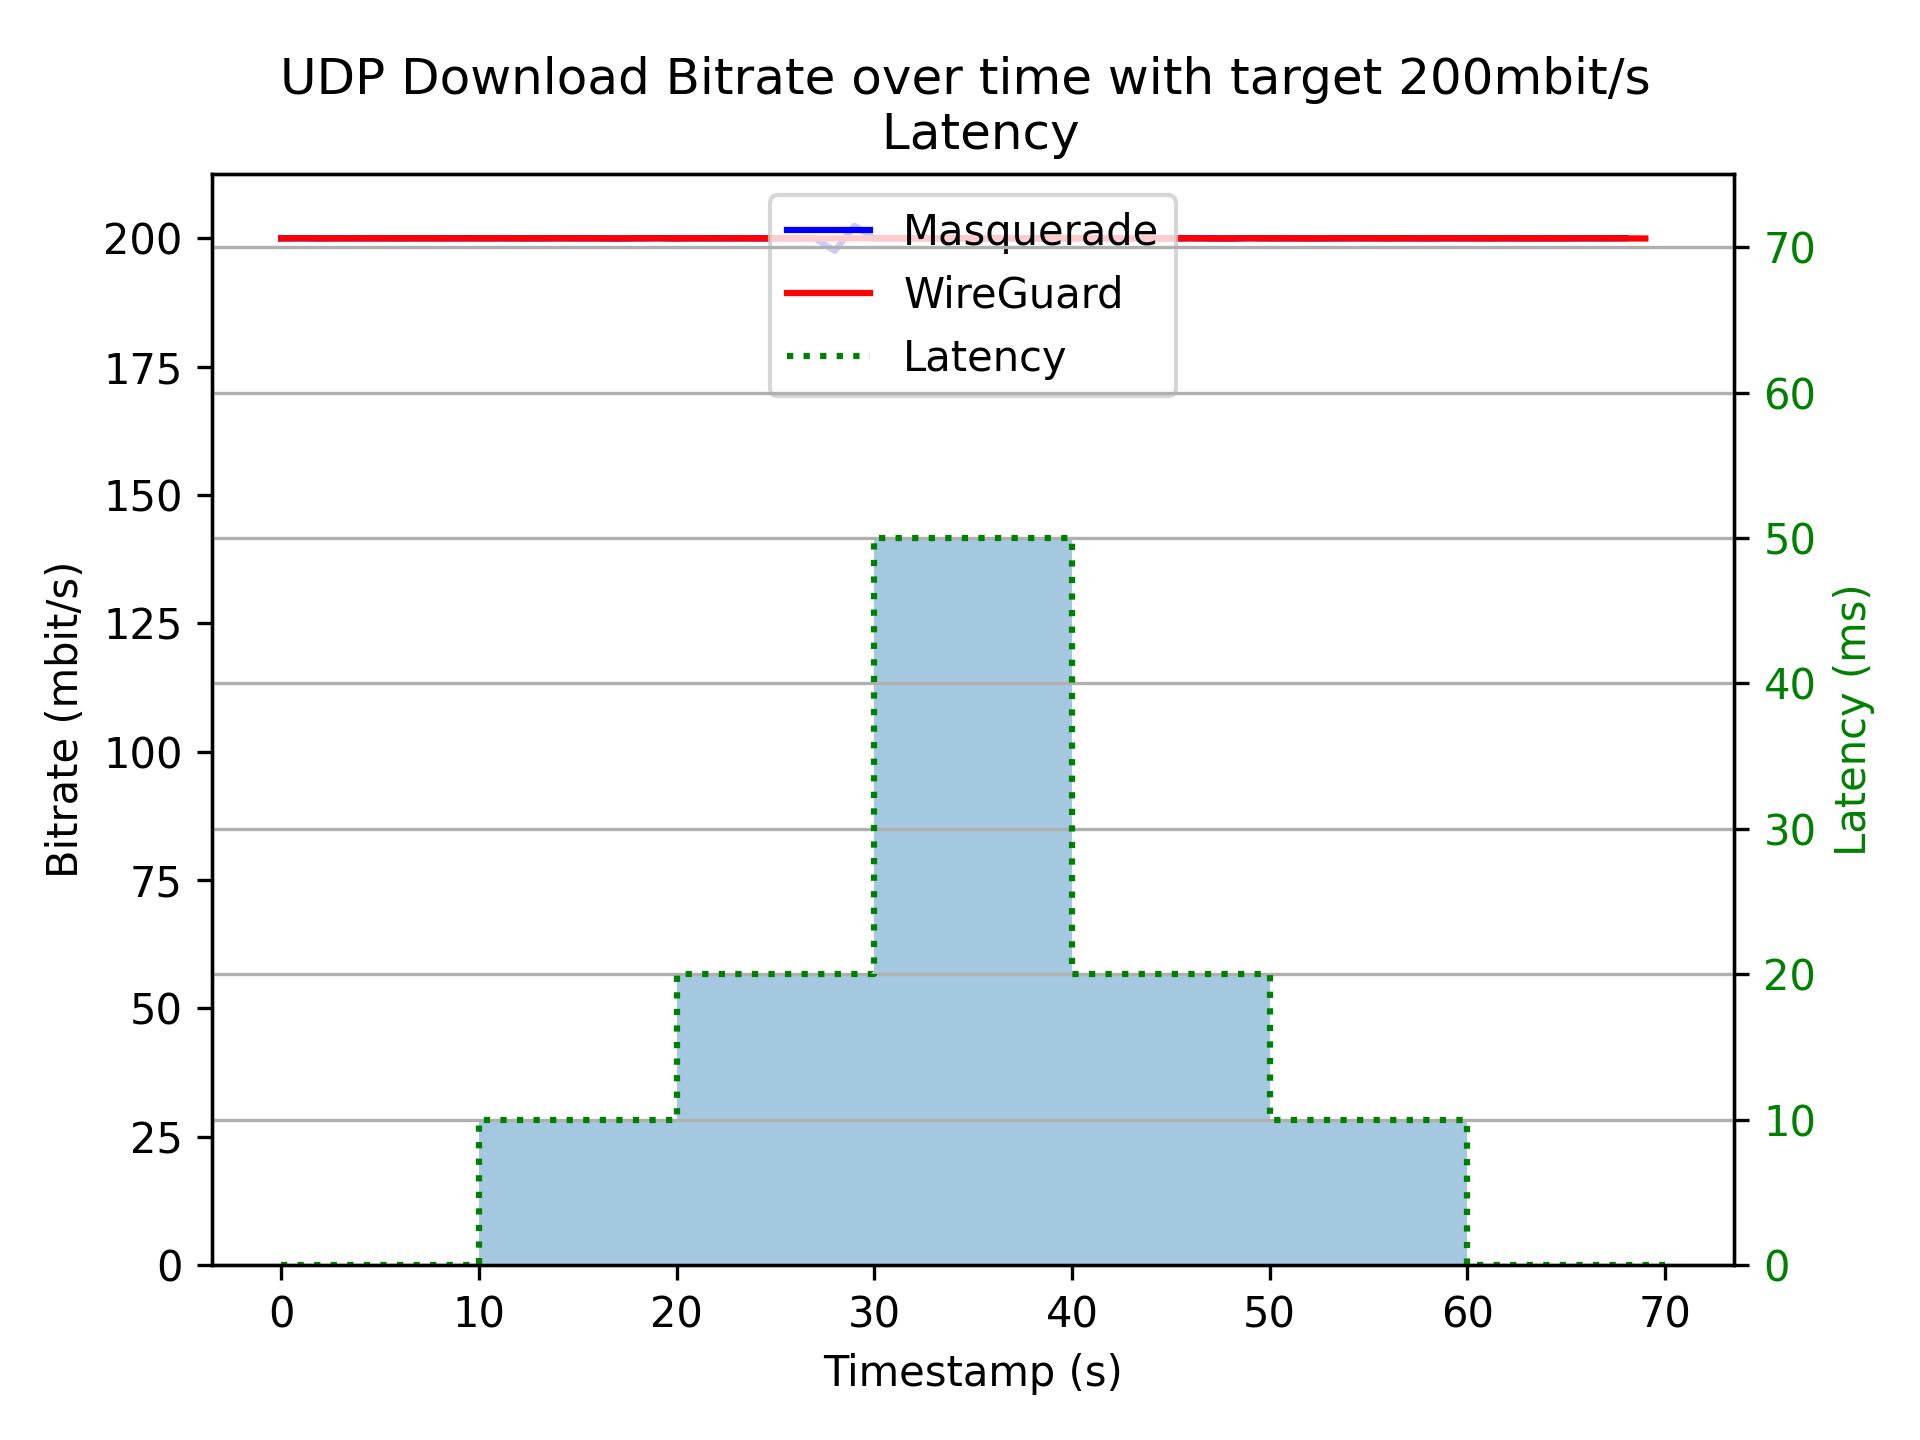 UDP Download Bitrate over time with target 200mbit/s
Latency
Masquerade
WireGuard
Latency
200
175
150
125
100
75
50
25
0
Bitrate (mbit/s)
70
60
50
40
30
20
10
0
Latency (ms)
0 10 20 30 40 50 60 70
Timestamp (s)